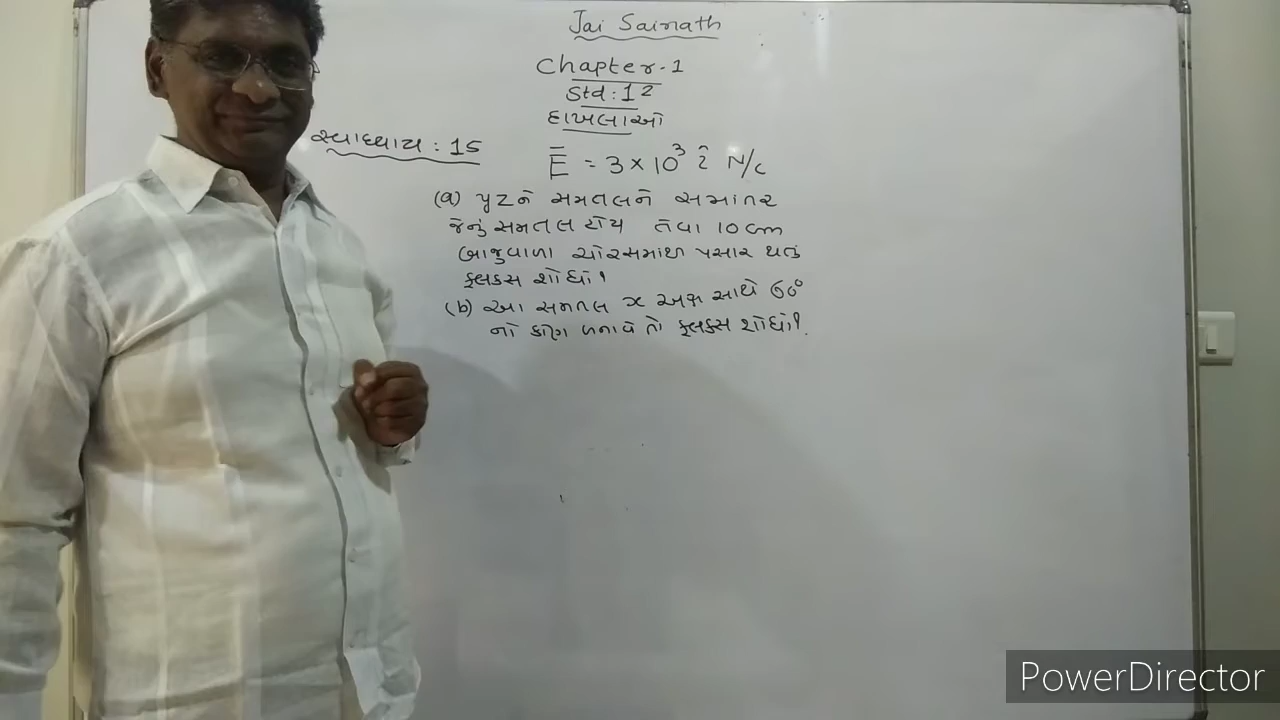 Jai Sainath
Chapter-1
Std : 12
દાખલાઓ
સ્વાધ્યાય : 15
E̅ = 3 × 10³ î N/C
(a) yz ને સમતલને સમાંતર
જેનું સમતલ હોય તેવા 10 cm
બાજુવાળા ચોરસમાંથી પસાર થતું
ફ્લક્સ શોધો?
(b) આ સમતલ x અક્ષ સાથે 60°
નો કોણ બનાવે તો ફ્લક્સ શોધો?.
PowerDirector